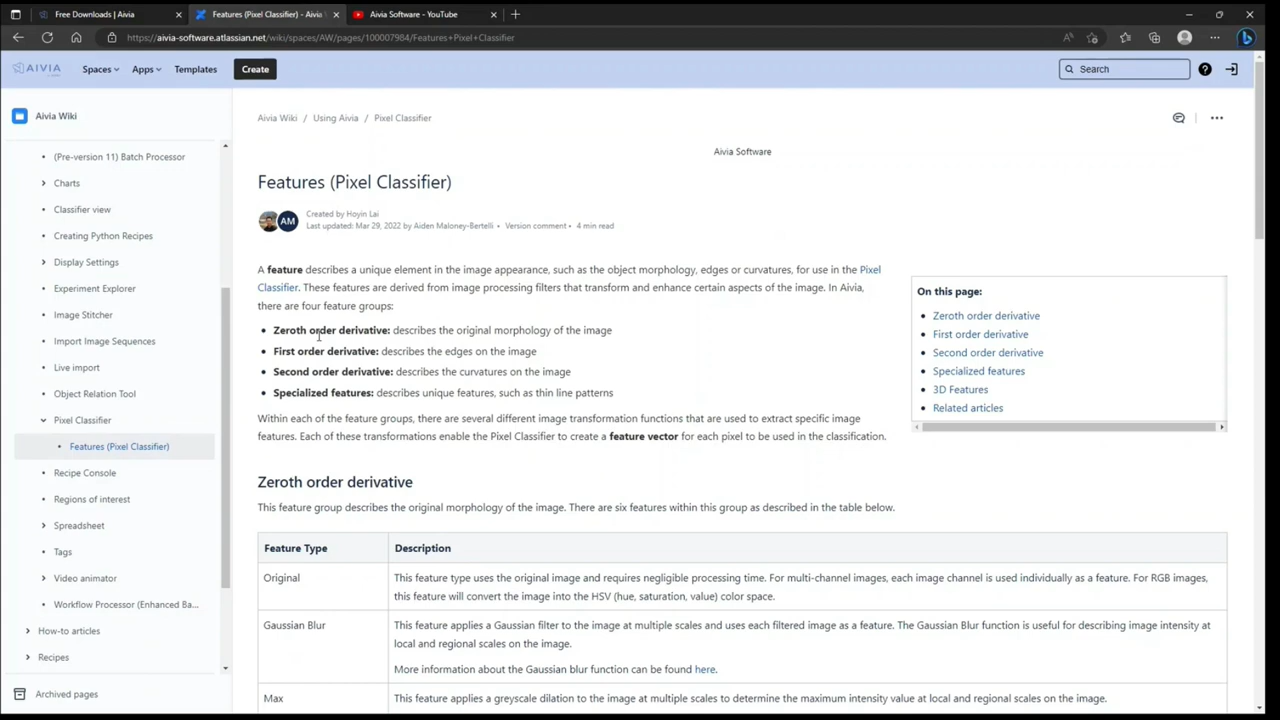 Free Downloads | Aivia
Features (Pixel Classifier) - Aivia
Aivia Software - YouTube
https://aivia-software.atlassian.net/wiki/spaces/AW/pages/100007984/Features+Pixel+Classifier
AIVIA
Spaces
Apps
Templates
Create
Search
Aivia Wiki
(Pre-version 11) Batch Processor
Charts
Classifier view
Creating Python Recipes
Display Settings
Experiment Explorer
Image Stitcher
Import Image Sequences
Live import
Object Relation Tool
Pixel Classifier
Features (Pixel Classifier)
Recipe Console
Regions of interest
Spreadsheet
Tags
Video animator
Workflow Processor (Enhanced Ba...
How-to articles
Recipes
Archived pages
Aivia Wiki / Using Aivia / Pixel Classifier
Aivia Software
Features (Pixel Classifier)
AM
Created by Hoyin Lai
Last updated: Mar 29, 2022 by Aiden Maloney-Bertelli • Version comment • 4 min read
A feature describes a unique element in the image appearance, such as the object morphology, edges or curvatures, for use in the Pixel
Classifier. These features are derived from image processing filters that transform and enhance certain aspects of the image. In Aivia,
there are four feature groups:
• Zeroth order derivative: describes the original morphology of the image
• First order derivative: describes the edges on the image
• Second order derivative: describes the curvatures on the image
• Specialized features: describes unique features, such as thin line patterns
Within each of the feature groups, there are several different image transformation functions that are used to extract specific image
features. Each of these transformations enable the Pixel Classifier to create a feature vector for each pixel to be used in the classification.
On this page:
• Zeroth order derivative
• First order derivative
• Second order derivative
• Specialized features
• 3D Features
• Related articles
Zeroth order derivative
This feature group describes the original morphology of the image. There are six features within this group as described in the table below.
Feature Type
Description
Original
This feature type uses the original image and requires negligible processing time. For multi-channel images, each image channel is used individually as a feature. For RGB images,
this feature will convert the image into the HSV (hue, saturation, value) color space.
Gaussian Blur
This feature applies a Gaussian filter to the image at multiple scales and uses each filtered image as a feature. The Gaussian Blur function is useful for describing image intensity at
local and regional scales on the image.
More information about the Gaussian blur function can be found here.
Max
This feature applies a greyscale dilation to the image at multiple scales to determine the maximum intensity value at local and regional scales on the image.